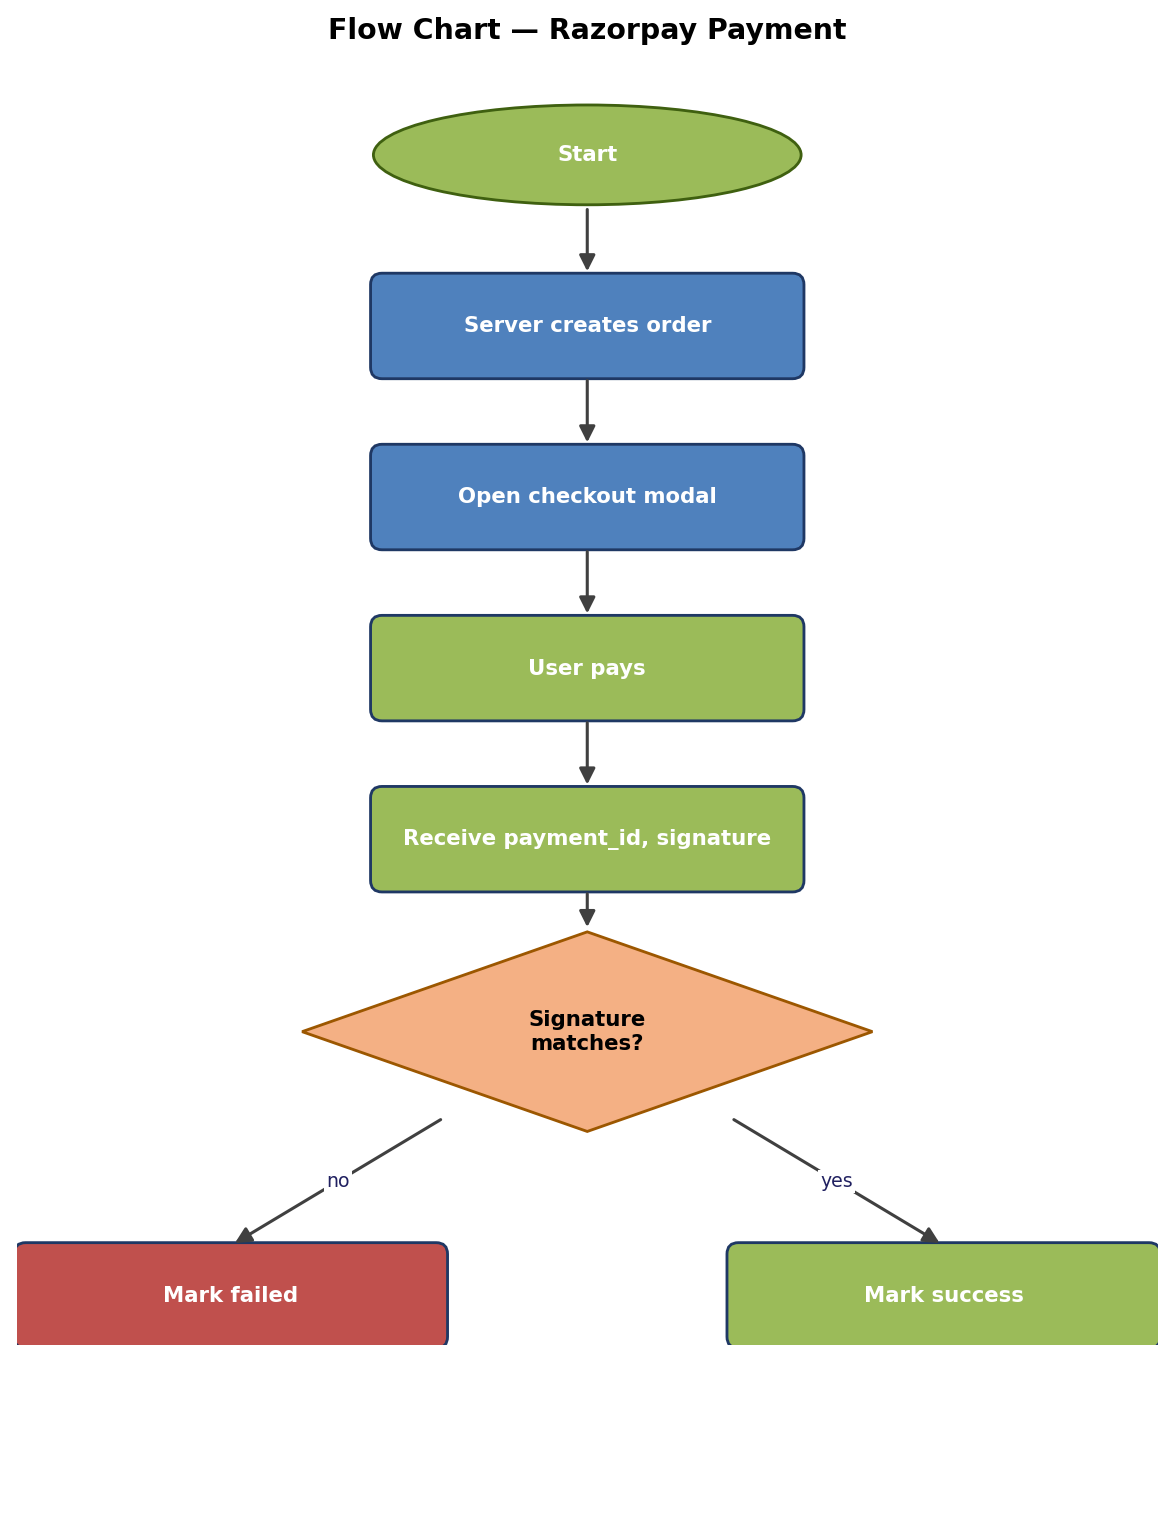 Flow Chart — Razorpay Payment
Start
Server creates order
Open checkout modal
User pays
Receive payment_id, signature
Signature
matches?
no
yes
Mark failed
Mark success